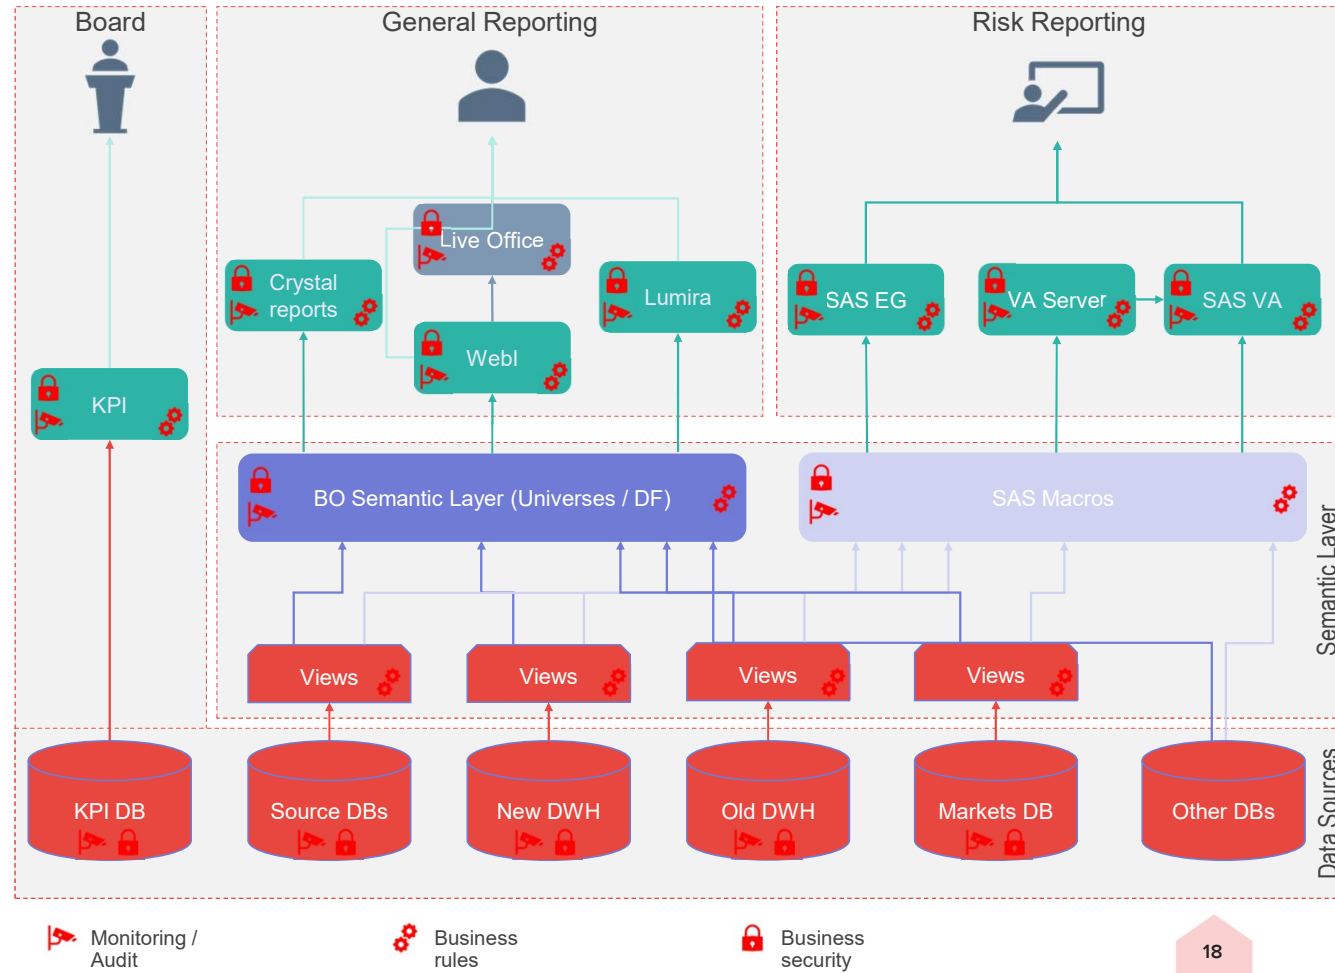 Board
General Reporting
Risk Reporting
Live Office
Crystal
reports
Lumira
SAS EG
VA Server
SAS VA
WebI
KPI
BO Semantic Layer (Universes / DF)
SAS Macros
Semantic Layer
Views
Views
Views
Views
KPI DB
Source DBs
New DWH
Old DWH
Markets DB
Other DBs
Data Sources
Monitoring /
Audit
Business
rules
Business
security
18